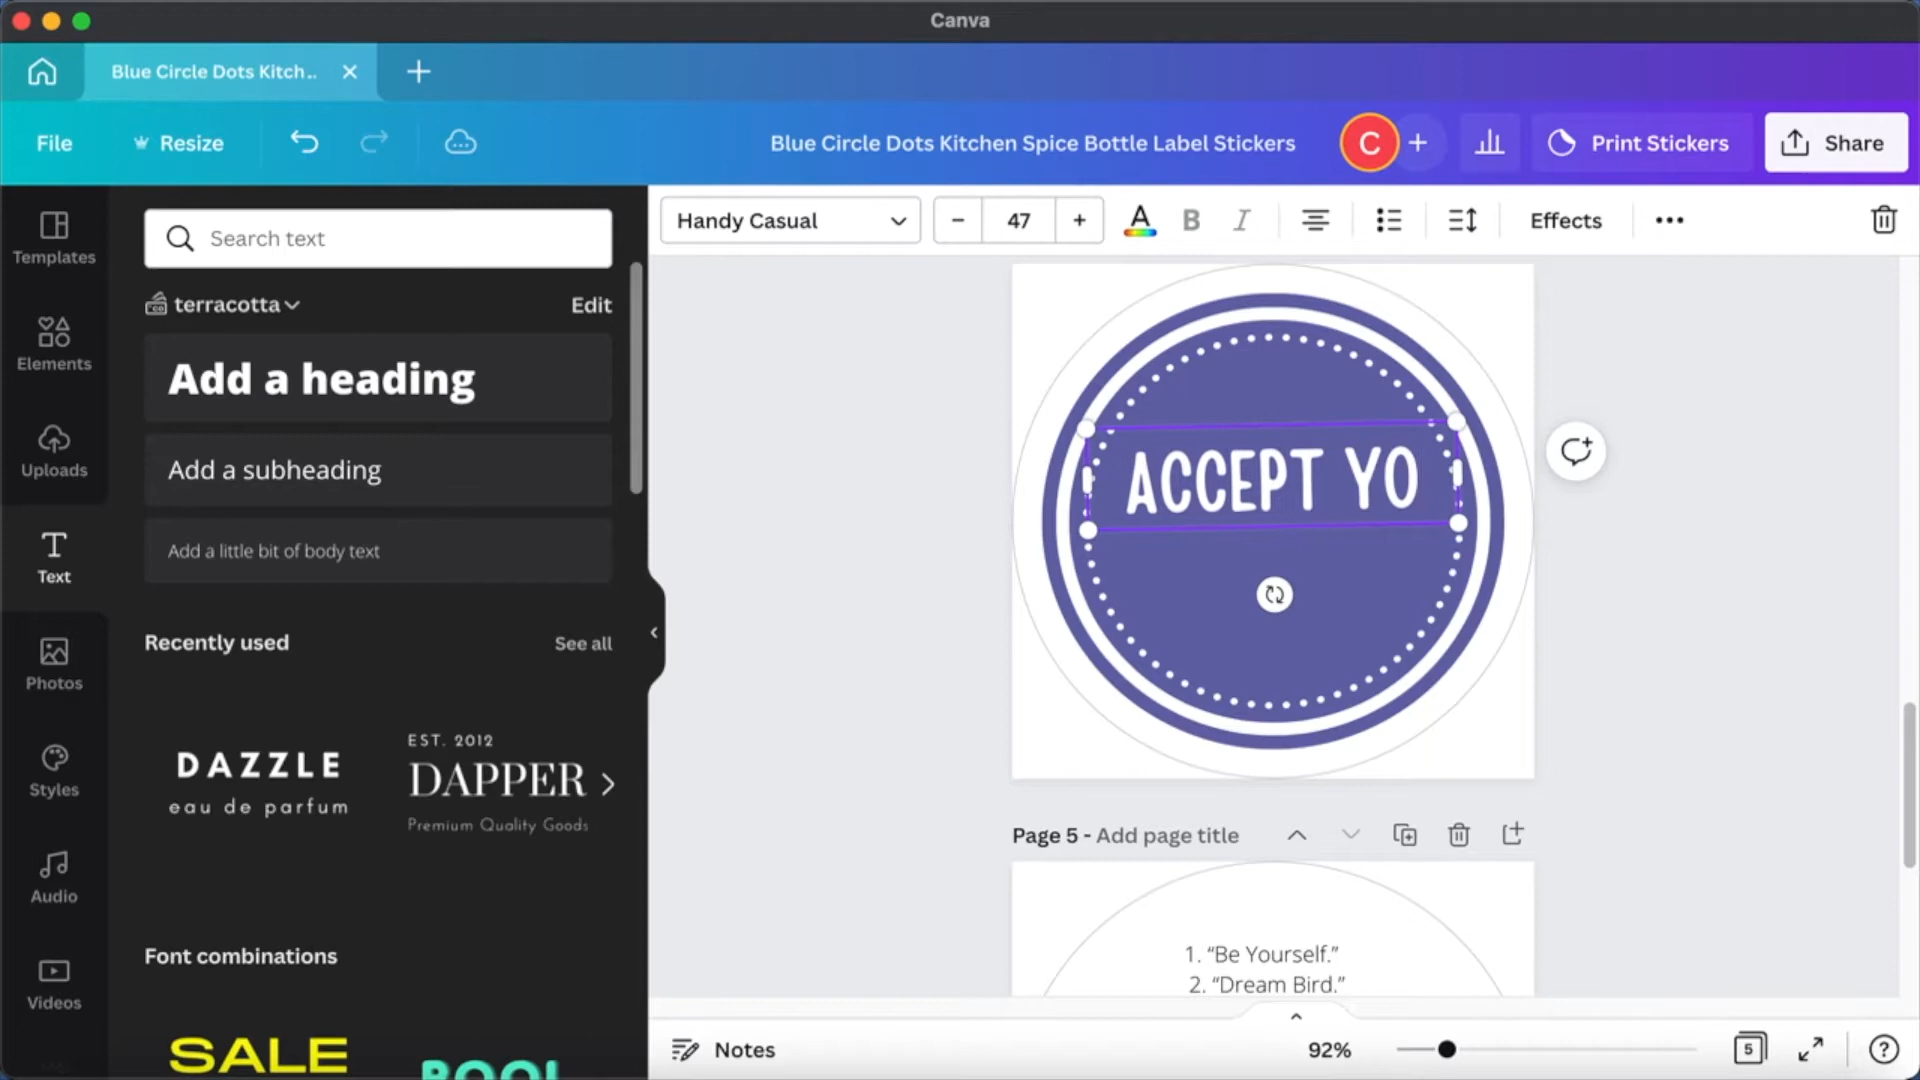 Canva
Blue Circle Dots Kitch..
File
Resize
Blue Circle Dots Kitchen Spice Bottle Label Stickers
C
Print Stickers
Share
Templates
Elements
Uploads
Text
Photos
Styles
Audio
Videos
Search text
terracotta
Edit
Add a heading
Add a subheading
Add a little bit of body text
Recently used
See all
DAZZLE
eau de parfum
EST. 2012
DAPPER
Premium Quality Goods
Font combinations
SALE
Handy Casual
47
A
B
I
Effects
ACCEPT YO
Page 5 - Add page title
1. “Be Yourself.”
2. “Dream Bird.”
Notes
92%
5
?